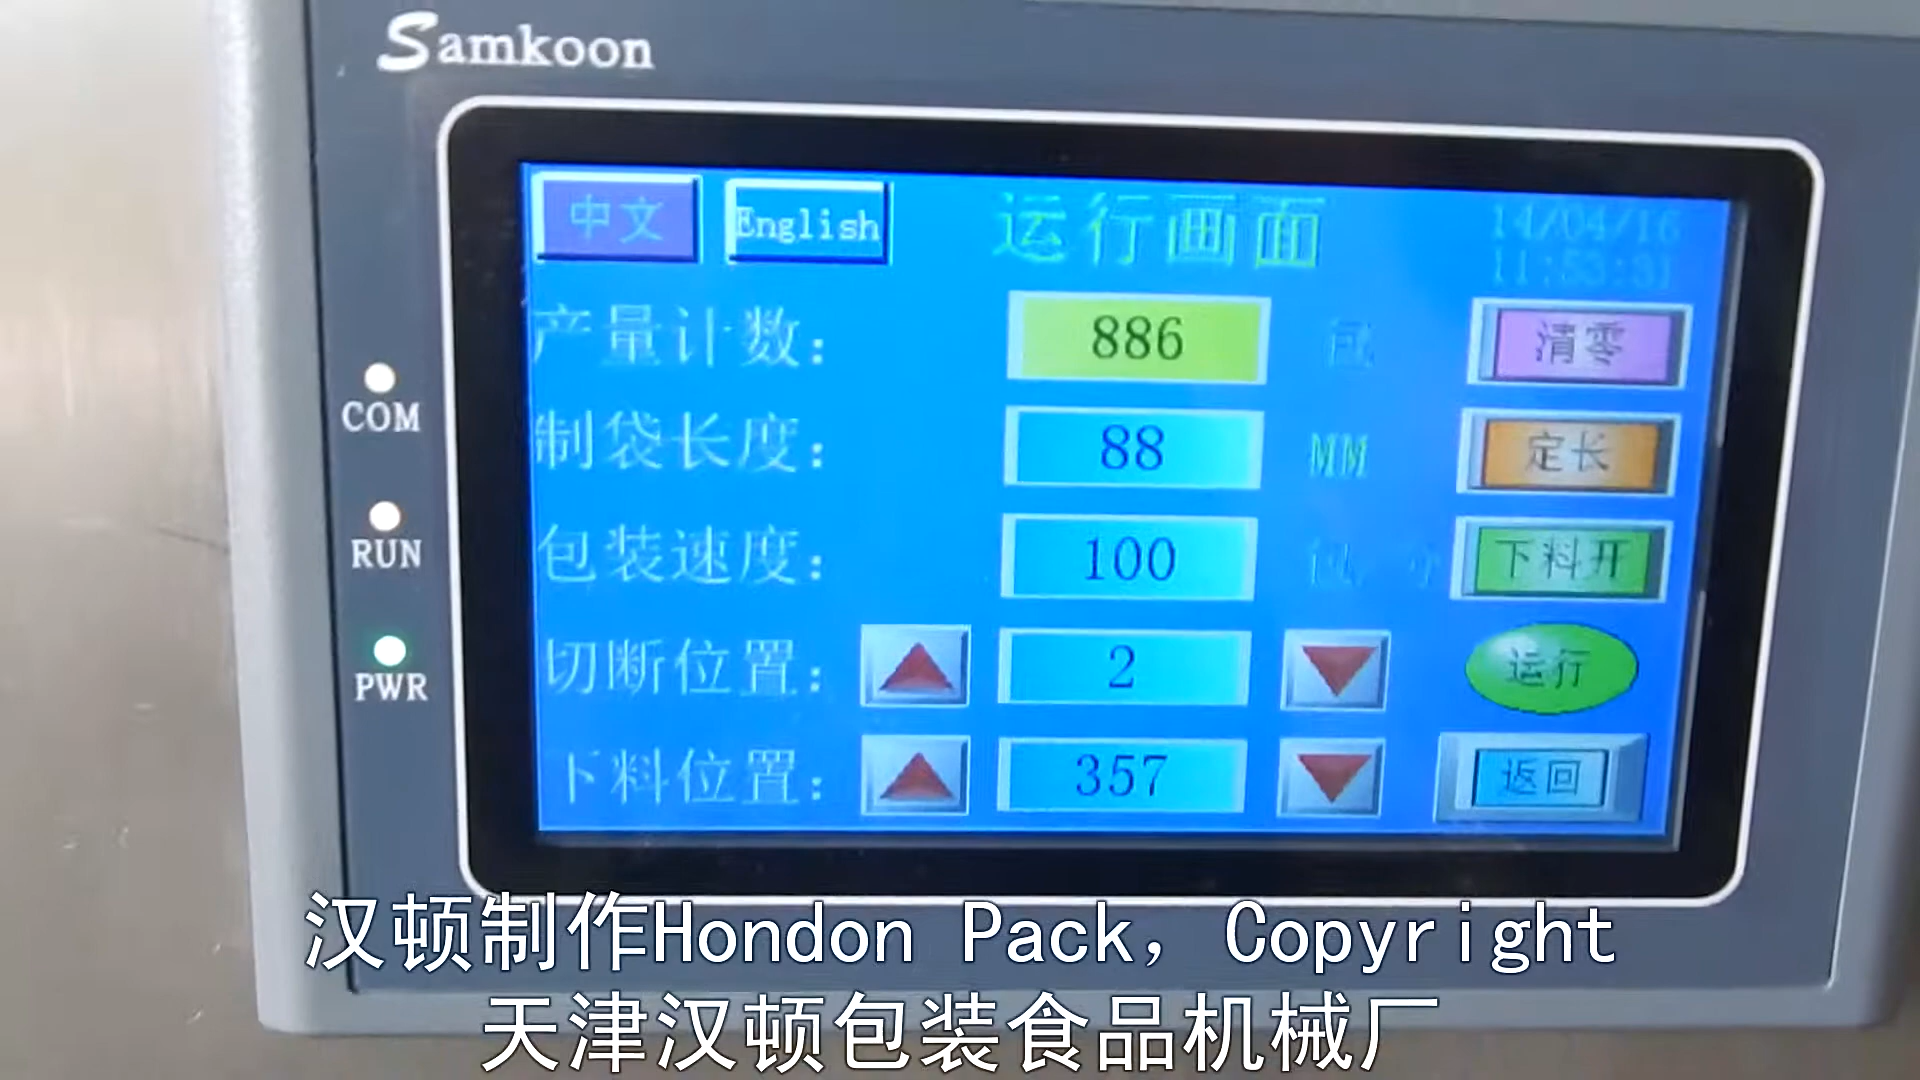 Samkoon
中文 English 运行画面 14/04/16
11:53:31
产量计数: 886 包 清零
制袋长度: 88 MM 定长
包装速度: 100 下料开
切断位置: 2 运行
下料位置: 357 返回
COM
RUN
PWR
汉顿制作Hondon Pack，Copyright
天津汉顿包装食品机械厂